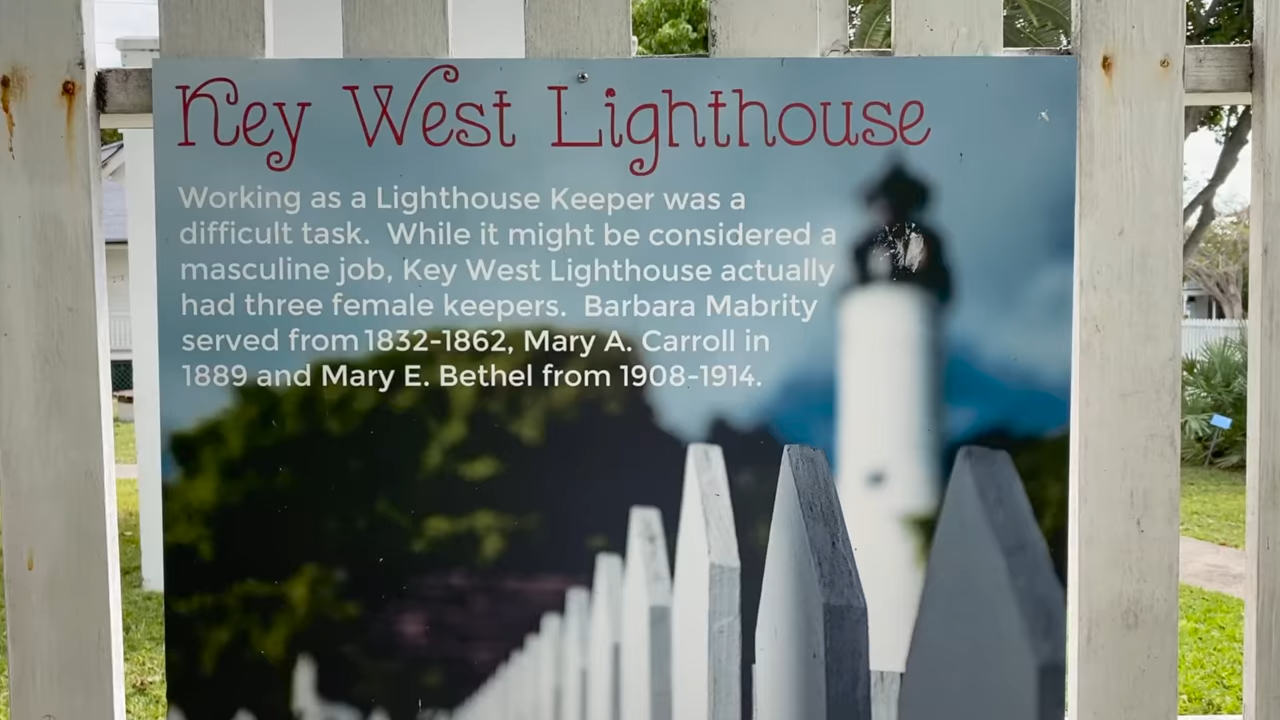 Key West Lighthouse
Working as a Lighthouse Keeper was a
difficult task.  While it might be considered a
masculine job, Key West Lighthouse actually
had three female keepers.  Barbara Mabrity
served from 1832-1862, Mary A. Carroll in
1889 and Mary E. Bethel from 1908-1914.